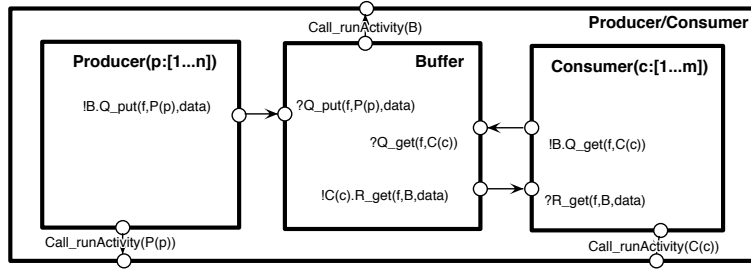 Producer/Consumer
Call_runActivity(B)
Producer(p:[1...n])
!B.Q_put(f,P(p),data)
Call_runActivity(P(p))
Buffer
?Q_put(f,P(p),data)
?Q_get(f,C(c))
!C(c).R_get(f,B,data)
Consumer(c:[1...m])
!B.Q_get(f,C(c))
?R_get(f,B,data)
Call_runActivity(C(c))